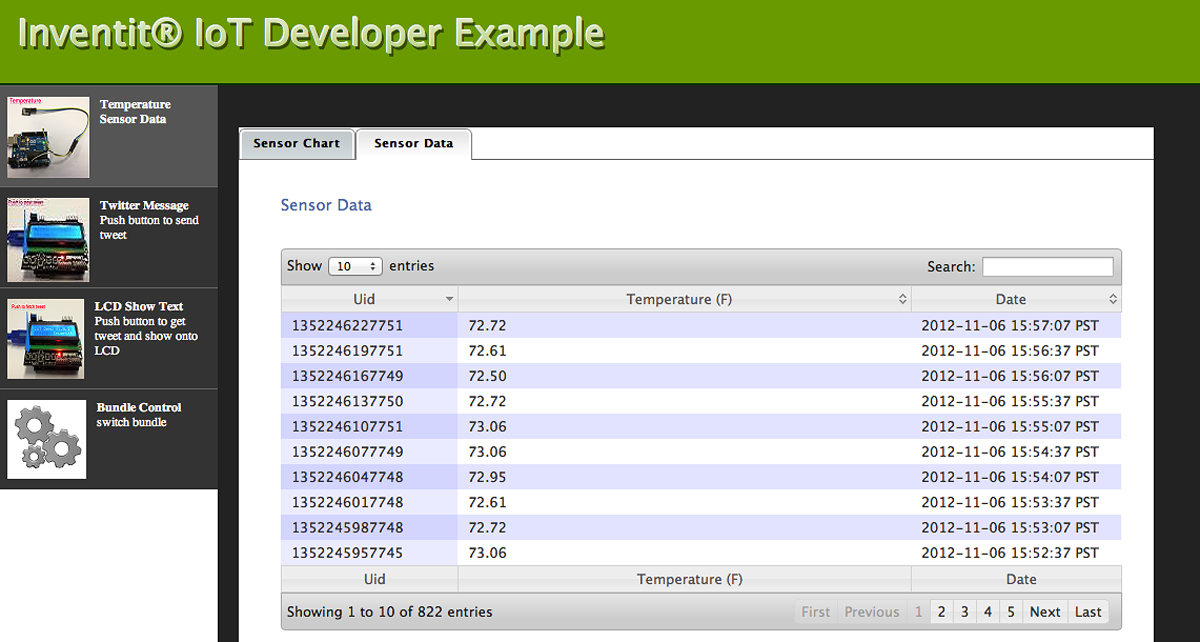 Inventit® IoT Developer Example
Temperature
Temperature
Sensor Data
Twitter Message
Push button to send
tweet
LCD Show Text
Push button to get
tweet and show onto
LCD
Bundle Control
switch bundle
Sensor Chart Sensor Data
Sensor Data
Show 10 entries Search:
Uid Temperature (F) Date
1352246227751 72.72 2012-11-06 15:57:07 PST
1352246197751 72.61 2012-11-06 15:56:37 PST
1352246167749 72.50 2012-11-06 15:56:07 PST
1352246137750 72.72 2012-11-06 15:55:37 PST
1352246107751 73.06 2012-11-06 15:55:07 PST
1352246077749 73.06 2012-11-06 15:54:37 PST
1352246047748 72.95 2012-11-06 15:54:07 PST
1352246017748 72.61 2012-11-06 15:53:37 PST
1352245987748 72.72 2012-11-06 15:53:07 PST
1352245957745 73.06 2012-11-06 15:52:37 PST
Uid Temperature (F) Date
Showing 1 to 10 of 822 entries First Previous 1 2 3 4 5 Next Last